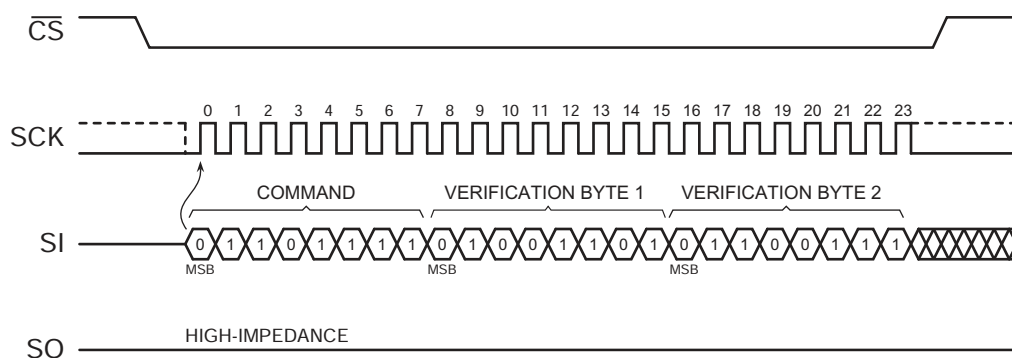 CS
0 1 2 3 4 5 6 7 8 9 10 11 12 13 14 15 16 17 18 19 20 21 22 23
SCK
COMMAND VERIFICATION BYTE 1 VERIFICATION BYTE 2
SI 0 1 1 0 1 1 1 1 0 1 0 0 1 1 0 1 0 1 1 0 0 1 1 1
MSB MSB MSB
HIGH-IMPEDANCE
SO